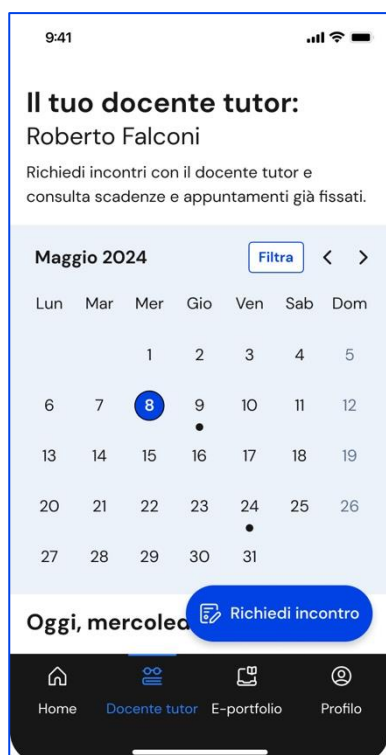 9:41
Il tuo docente tutor:
Roberto Falconi
Richiedi incontri con il docente tutor e
consulta scadenze e appuntamenti già fissati.
Maggio 2024 Filtra < >
Lun Mar Mer Gio Ven Sab Dom
1 2 3 4 5
6 7 8 9 10 11 12
13 14 15 16 17 18 19
20 21 22 23 24 25 26
27 28 29 30 31
Oggi, mercoled
Richiedi incontro
Home Docente tutor E-portfolio Profilo